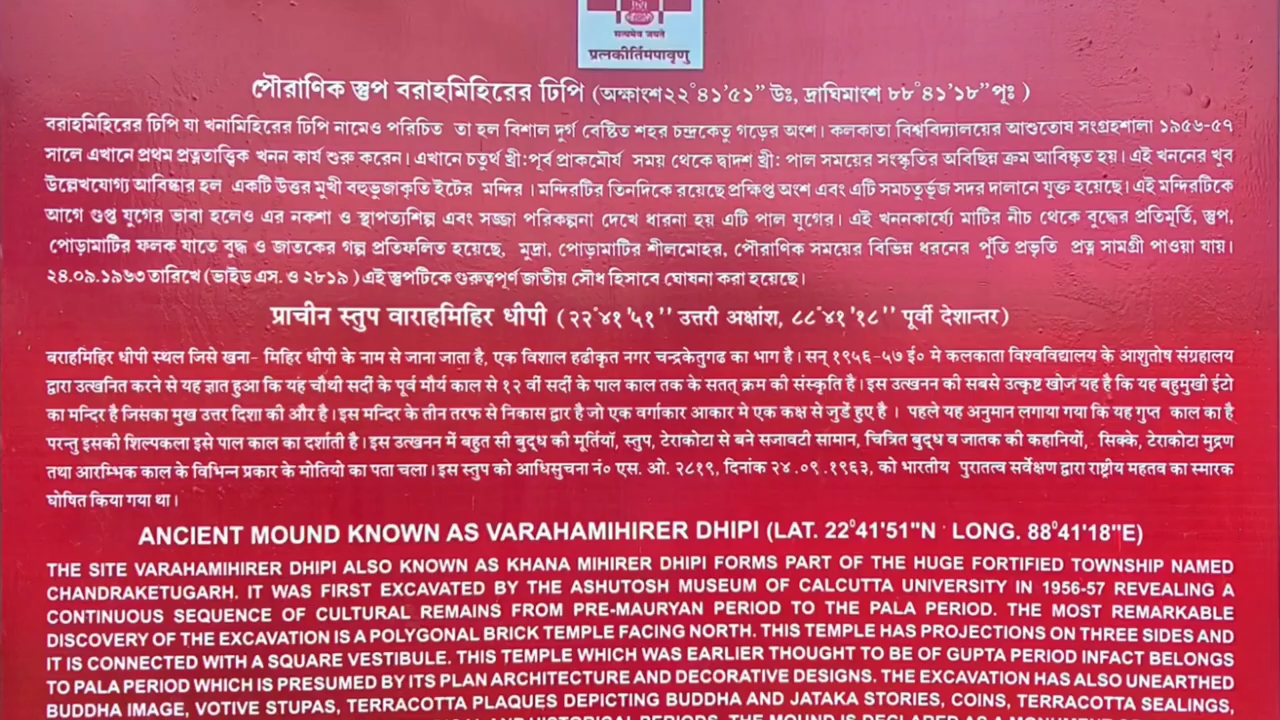 सत्यमेव जयते
प्रत्नकीर्तिमपावृणु
পৌরাণিক স্তুপ বরাহমিহিরের ঢিপি (অক্ষাংশ২২°৪১’৫১” উঃ, দ্রাঘিমাংশ ৮৮°৪১’১৮”পূঃ )
বরাহমিহিরের ঢিপি যা খনামিহিরের ঢিপি নামেও পরিচিত তা হল বিশাল দুর্গ বেষ্টিত শহর চন্দ্রকেতু গড়ের অংশ। কলকাতা বিশ্ববিদ্যালয়ের আশুতোষ সংগ্রহশালা ১৯৫৬-৫৭
সালে এখানে প্রথম প্রত্নতাত্ত্বিক খনন কার্য শুরু করেন। এখানে চতুর্থ খ্রী:পূর্ব প্রাকমৌর্য সময় থেকে দ্বাদশ খ্রী: পাল সময়ের সংস্কৃতির অবিছিন্ন ক্রম আবিষ্কৃত হয়। এই খননের খুব
উল্লেখযোগ্য আবিষ্কার হল একটি উত্তর মুখী বহুভুজাকৃতি ইটের মন্দির । মন্দিরটির তিনদিকে রয়েছে প্রক্ষিপ্ত অংশ এবং এটি সমচতুর্ভূজ সদর দালানে যুক্ত হয়েছে। এই মন্দিরটিকে
আগে গুপ্ত যুগের ভাবা হলেও এর নকশা ও স্থাপত্যশিল্প এবং সজ্জা পরিকল্পনা দেখে ধারনা হয় এটি পাল যুগের। এই খননকার্য্যে মাটির নীচ থেকে বুদ্ধের প্রতিমূর্তি, স্তুপ,
পোড়ামাটির ফলক যাতে বুদ্ধ ও জাতকের গল্প প্রতিফলিত হয়েছে, মুদ্রা, পোড়ামাটির শীলমোহর, পৌরাণিক সময়ের বিভিন্ন ধরনের পুঁতি প্রভৃতি প্রত্ন সামগ্রী পাওয়া যায়।
২৪.০৯.১৯৬৩ তারিখে (ভাইড এস. ও ২৮১৯ ) এই স্তুপটিকে গুরুত্বপূর্ণ জাতীয় সৌধ হিসাবে ঘোষনা করা হয়েছে।
प्राचीन स्तुप वाराहमिहिर धीपी (२२°४१ '५१'' उत्तरी अक्षांश, ८८°४१ '१८'' पूर्वी देशान्तर)
बराहमिहिर धीपी स्थल जिसे खना- मिहिर धीपी के नाम से जाना जाता है, एक विशाल हढीकृत नगर चन्द्रकेतुगढ का भाग है। सन् १९५६-५७ ई० मे कलकाता विश्वविद्यालय के आशुतोष संग्रहालय
द्वारा उत्खनित करने से यह ज्ञात हुआ कि यह चौथी सर्दी के पूर्व मौर्य काल से १२ वीं सदी के पाल काल तक के सतत् क्रम की संस्कृति है। इस उत्खनन की सबसे उत्कृष्ट खोज यह है कि यह बहुमुखी ईटो
का मन्दिर है जिसका मुख उत्तर दिशा की और है। इस मन्दिर के तीन तरफ से निकास द्वार है जो एक वर्गाकार आकार मे एक कक्ष से जुडें हुए है । पहले यह अनुमान लगाया गया कि यह गुप्त काल का है
परन्तु इसकी शिल्पकला इसे पाल काल का दर्शाती है। इस उत्खनन में बहुत सी बुद्ध की मूर्तियॉ, स्तुप, टेराकोटा से बने सजावटी सामान, चित्रित बुद्ध व जातक की कहानियों, सिक्के, टेराकोटा मुद्रण
तथा आरम्भिक काल के विभिन्न प्रकार के मोतियो का पता चला। इस स्तुप को आधिसुचना नं० एस. ओ. २८१९, दिनांक २४ .०९ .१९६३, को भारतीय पुरातत्व सर्वेक्षण द्वारा राष्ट्रीय महतव का स्मारक
घोषित किया गया था।
ANCIENT MOUND KNOWN AS VARAHAMIHIRER DHIPI (LAT. 22°41'51"N LONG. 88°41'18"E)
THE SITE VARAHAMIHIRER DHIPI ALSO KNOWN AS KHANA MIHIRER DHIPI FORMS PART OF THE HUGE FORTIFIED TOWNSHIP NAMED
CHANDRAKETUGARH. IT WAS FIRST EXCAVATED BY THE ASHUTOSH MUSEUM OF CALCUTTA UNIVERSITY IN 1956-57 REVEALING A
CONTINUOUS SEQUENCE OF CULTURAL REMAINS FROM PRE-MAURYAN PERIOD TO THE PALA PERIOD. THE MOST REMARKABLE
DISCOVERY OF THE EXCAVATION IS A POLYGONAL BRICK TEMPLE FACING NORTH. THIS TEMPLE HAS PROJECTIONS ON THREE SIDES AND
IT IS CONNECTED WITH A SQUARE VESTIBULE. THIS TEMPLE WHICH WAS EARLIER THOUGHT TO BE OF GUPTA PERIOD INFACT BELONGS
TO PALA PERIOD WHICH IS PRESUMED BY ITS PLAN ARCHITECTURE AND DECORATIVE DESIGNS. THE EXCAVATION HAS ALSO UNEARTHED
BUDDHA IMAGE, VOTIVE STUPAS, TERRACOTTA PLAQUES DEPICTING BUDDHA AND JATAKA STORIES, COINS, TERRACOTTA SEALINGS,
AND HISTORICAL PERIODS. THE MOUND IS DECLARED AS A MONUMENT